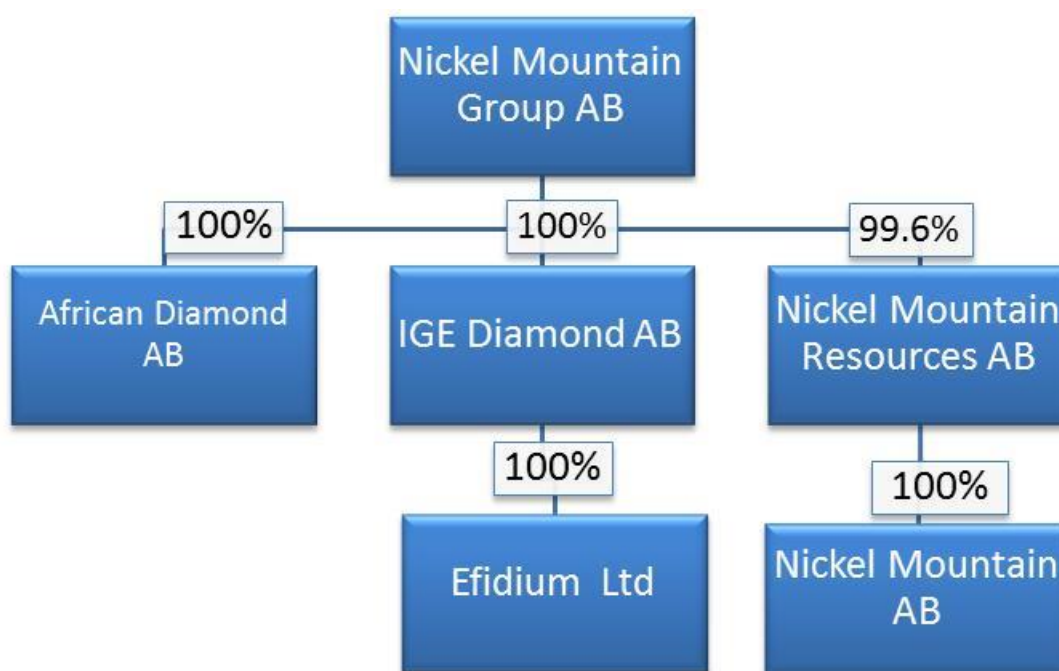 Nickel Mountain
Group AB
100%
100%
99.6%
African Diamond
AB
IGE Diamond AB
Nickel Mountain
Resources AB
100%
100%
Efidium Ltd
Nickel Mountain
AB